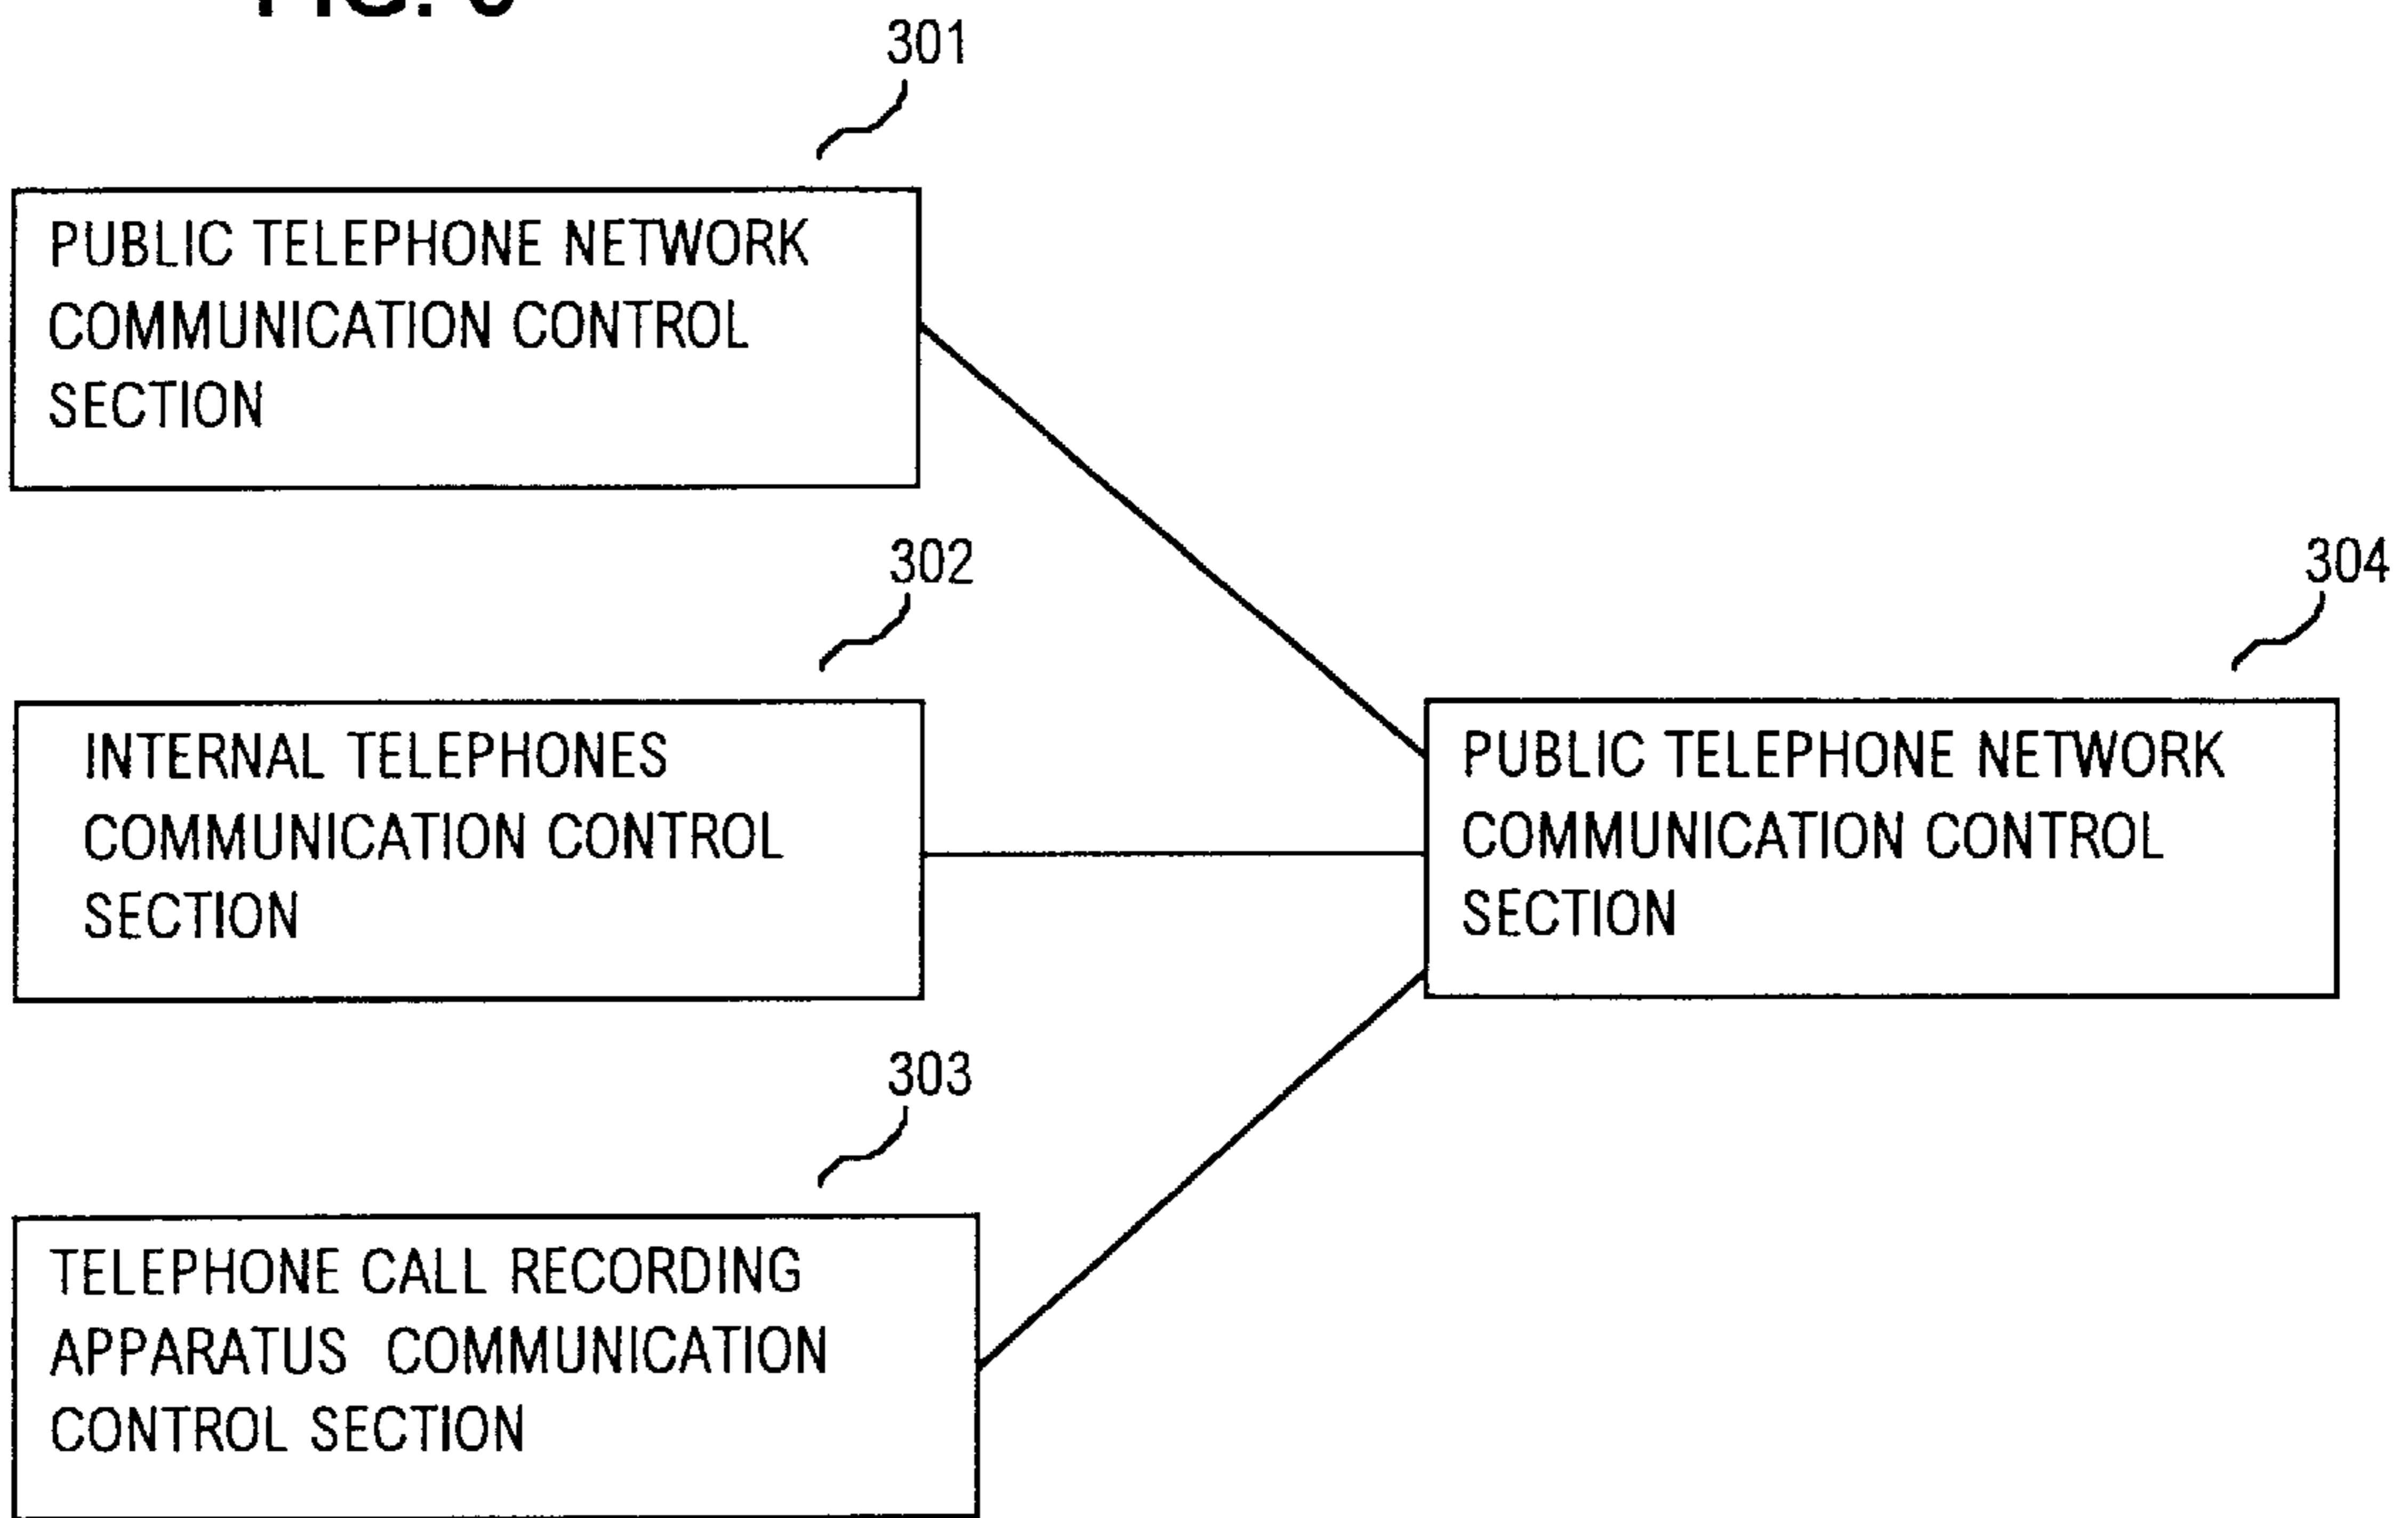 301
PUBLIC TELEPHONE NETWORK
COMMUNICATION CONTROL
SECTION
302
INTERNAL TELEPHONES
COMMUNICATION CONTROL
SECTION
304
PUBLIC TELEPHONE NETWORK
COMMUNICATION CONTROL
SECTION
303
TELEPHONE CALL RECORDING
APPARATUS COMMUNICATION
CONTROL SECTION